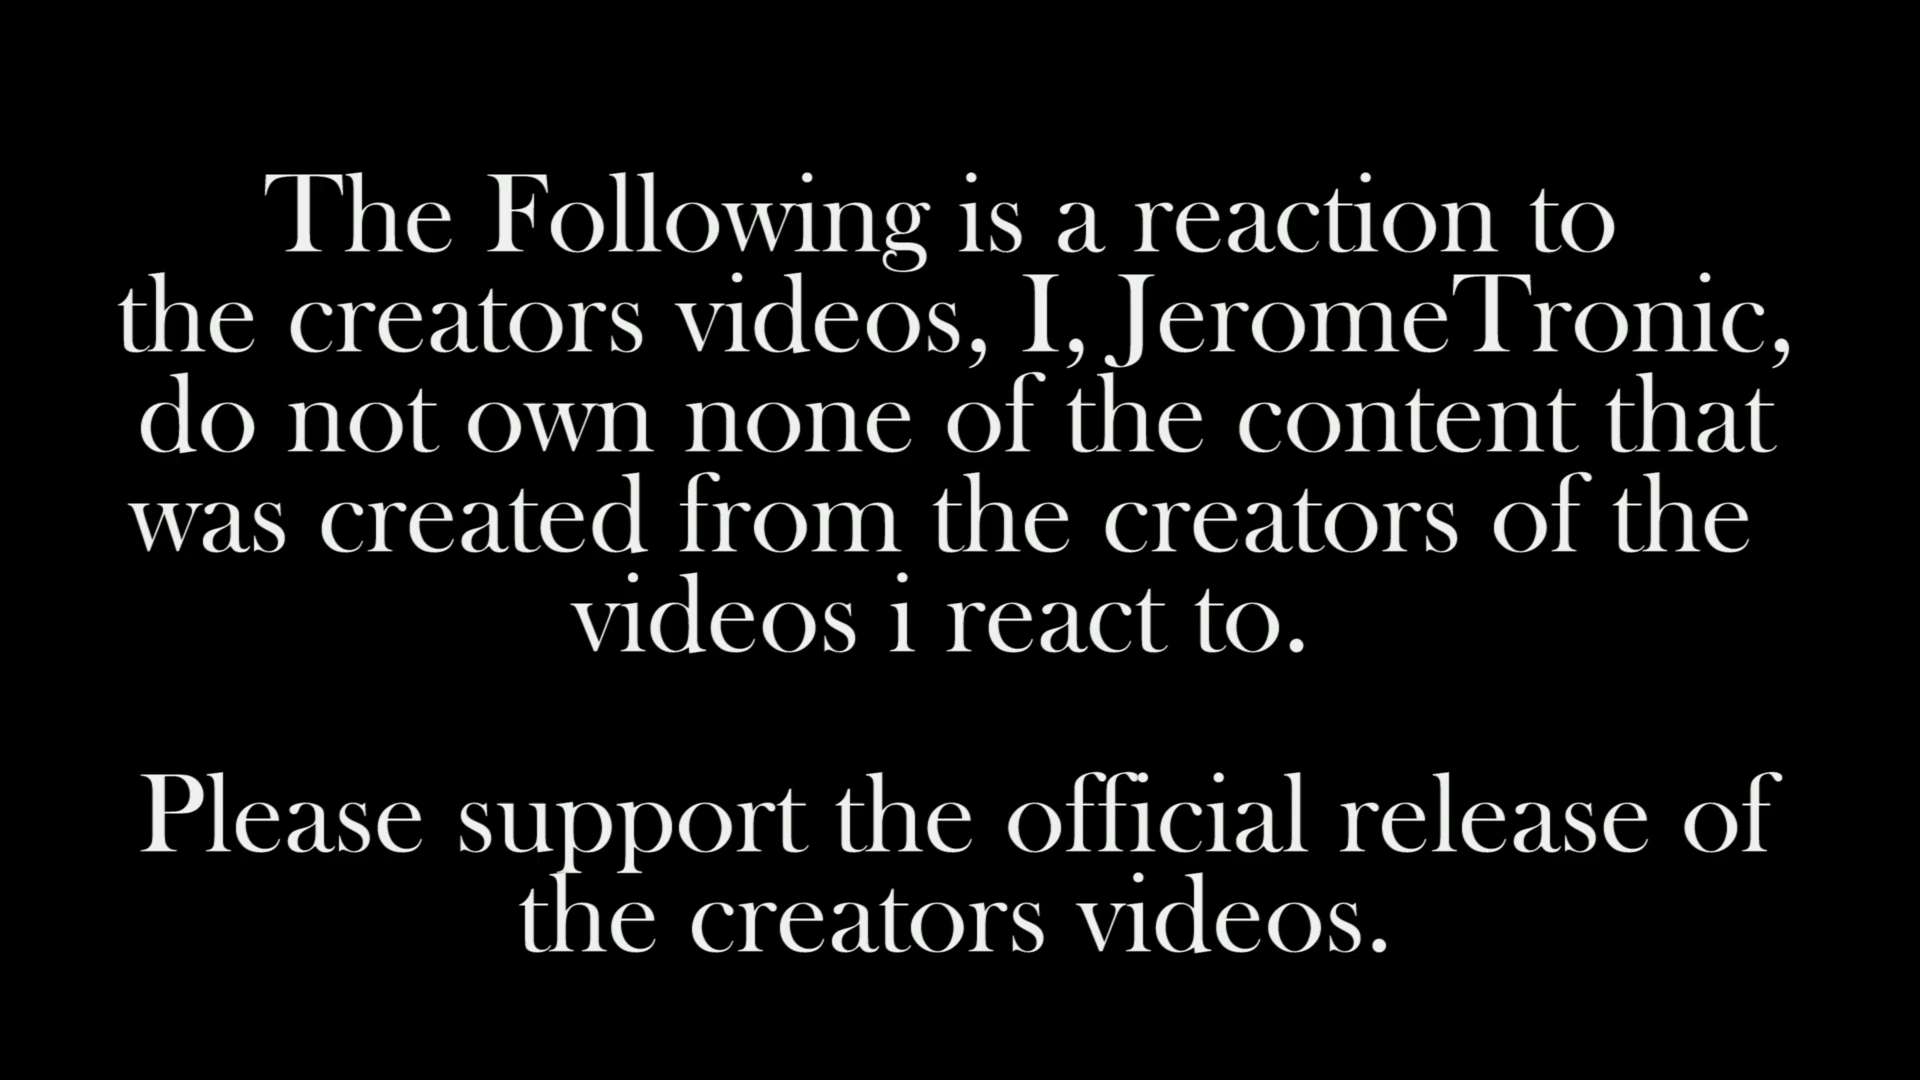 The Following is a reaction to
the creators videos, I, JeromeTronic,
do not own none of the content that
was created from the creators of the
videos i react to.
Please support the official release of
the creators videos.